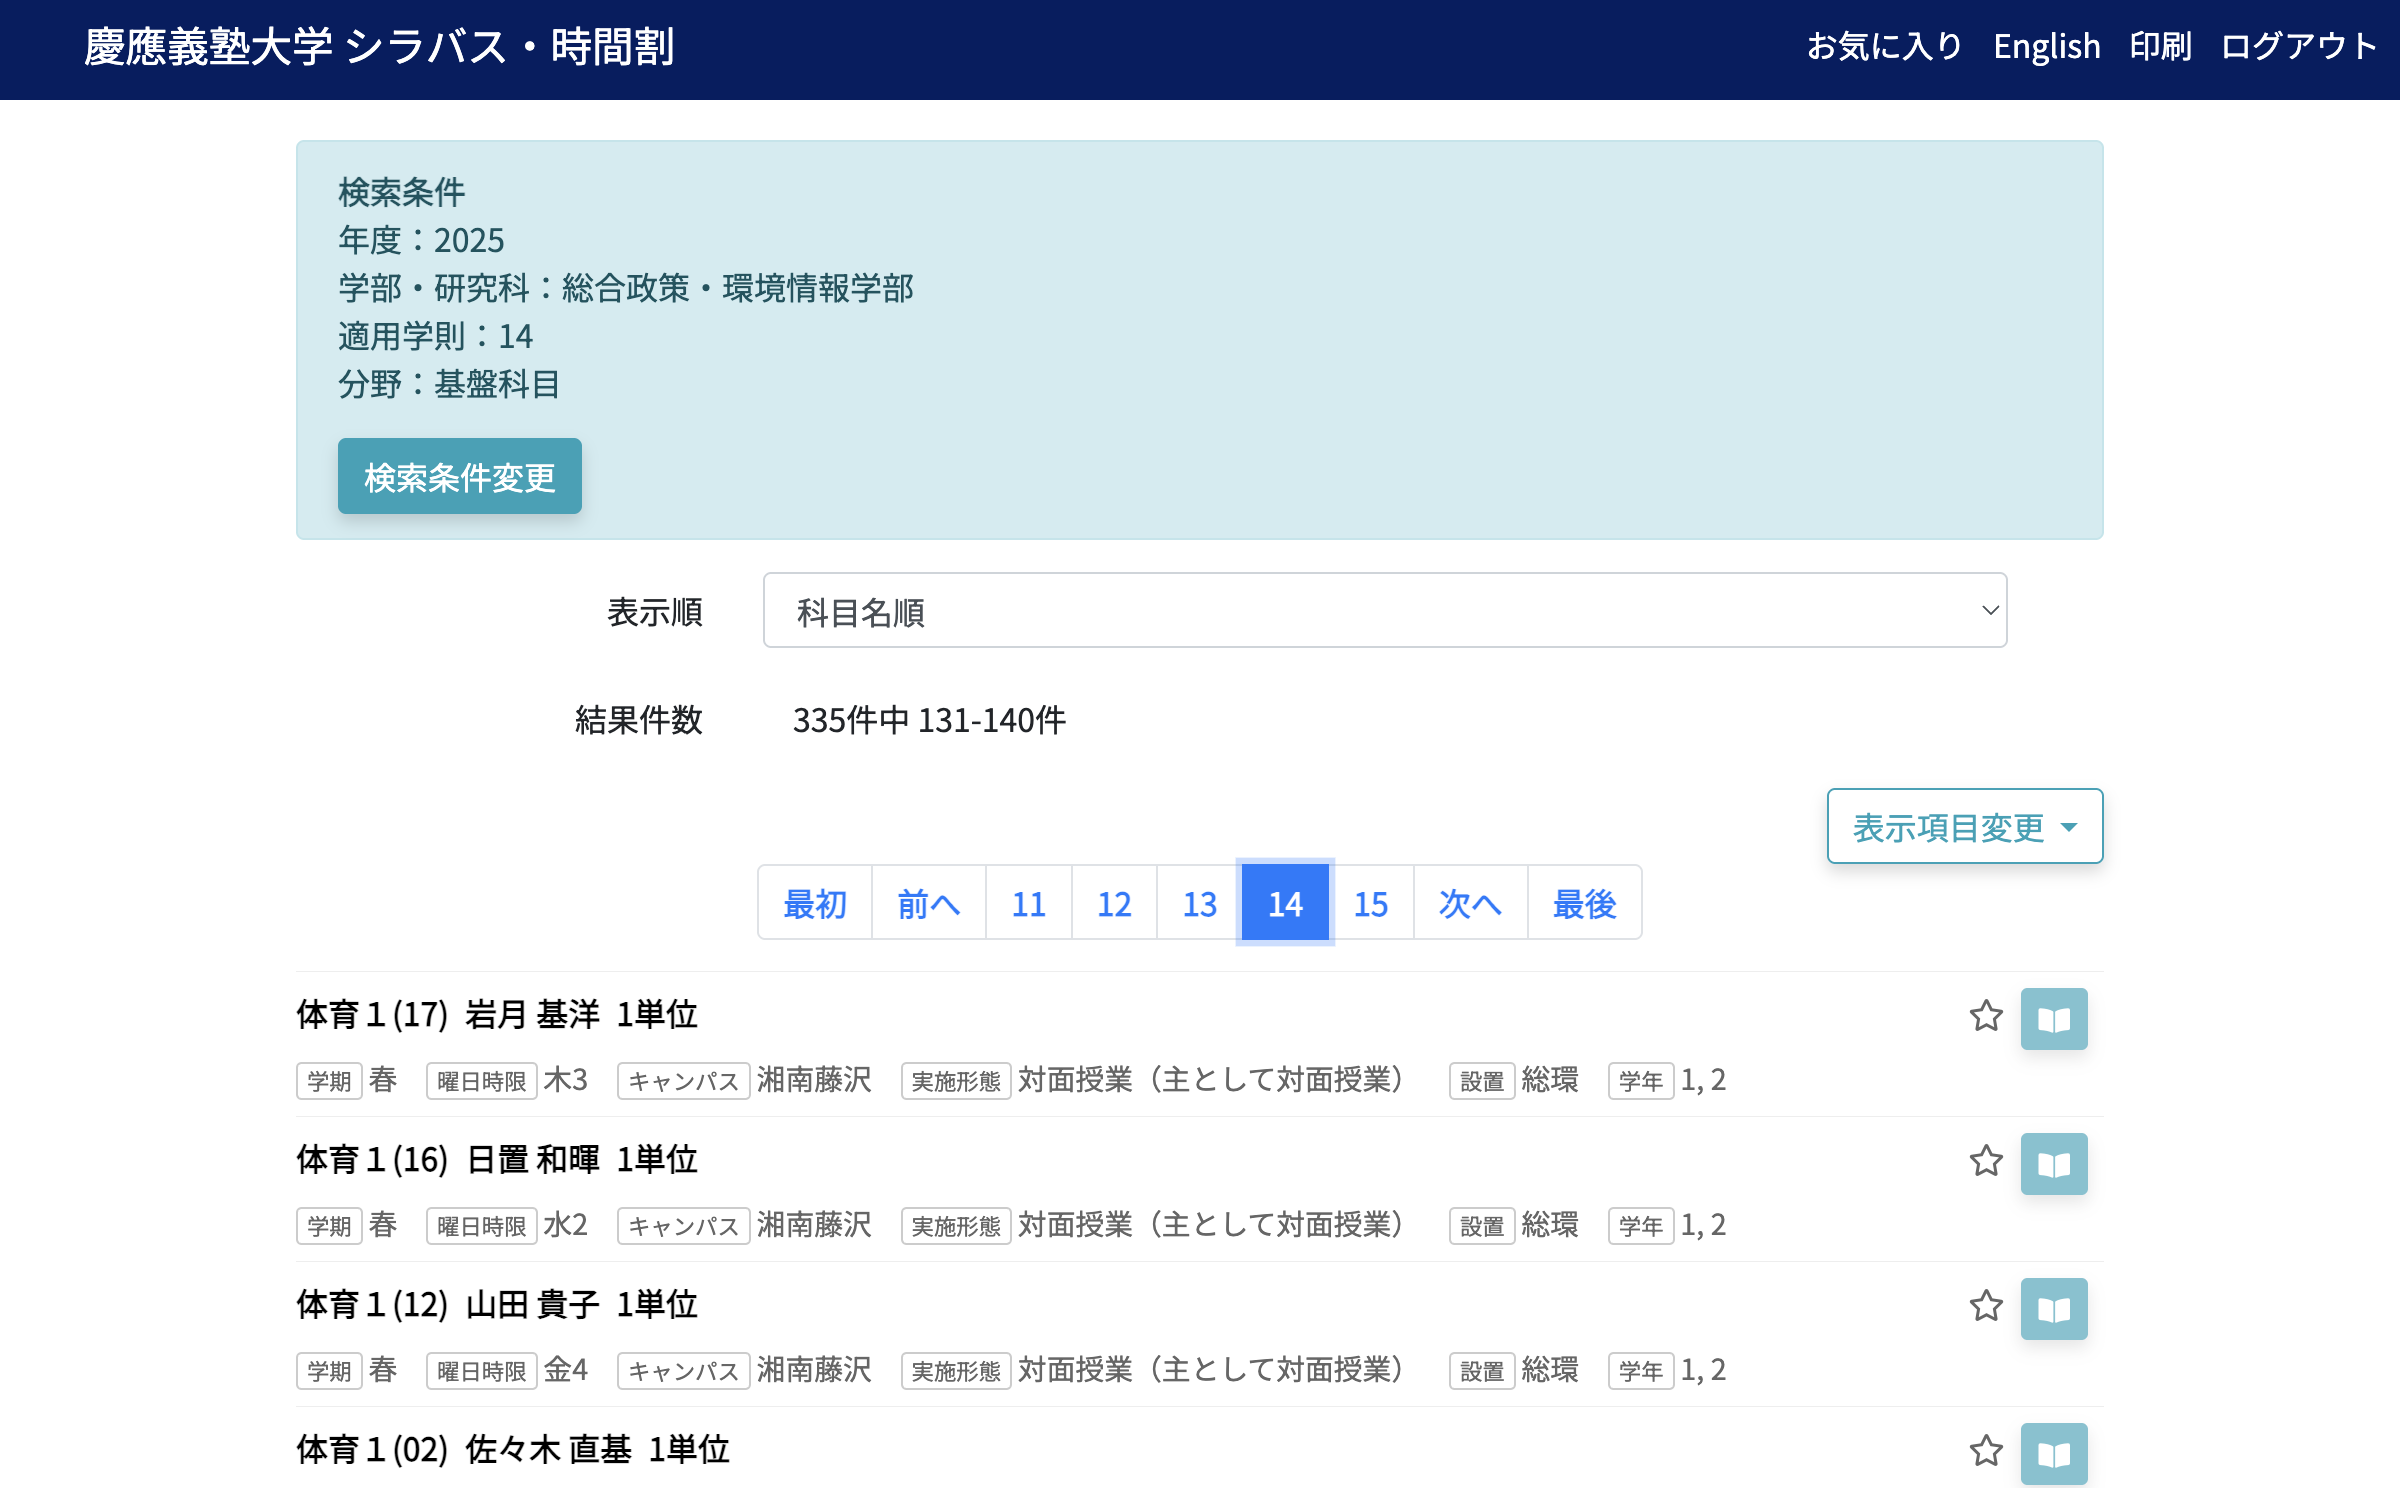 慶應義塾大学 シラバス・時間割
お気に入り English 印刷 ログアウト
検索条件
年度：2025
学部・研究科：総合政策・環境情報学部
適用学則：14
分野：基盤科目
検索条件変更
表示順 科目名順
結果件数 335件中 131-140件
表示項目変更
最初 前へ 11 12 13 14 15 次へ 最後
体育１(17) 岩月 基洋 1単位
学期 春 曜日時限 木3 キャンパス 湘南藤沢 実施形態 対面授業（主として対面授業） 設置 総環 学年 1, 2
体育１(16) 日置 和暉 1単位
学期 春 曜日時限 水2 キャンパス 湘南藤沢 実施形態 対面授業（主として対面授業） 設置 総環 学年 1, 2
体育１(12) 山田 貴子 1単位
学期 春 曜日時限 金4 キャンパス 湘南藤沢 実施形態 対面授業（主として対面授業） 設置 総環 学年 1, 2
体育１(02) 佐々木 直基 1単位